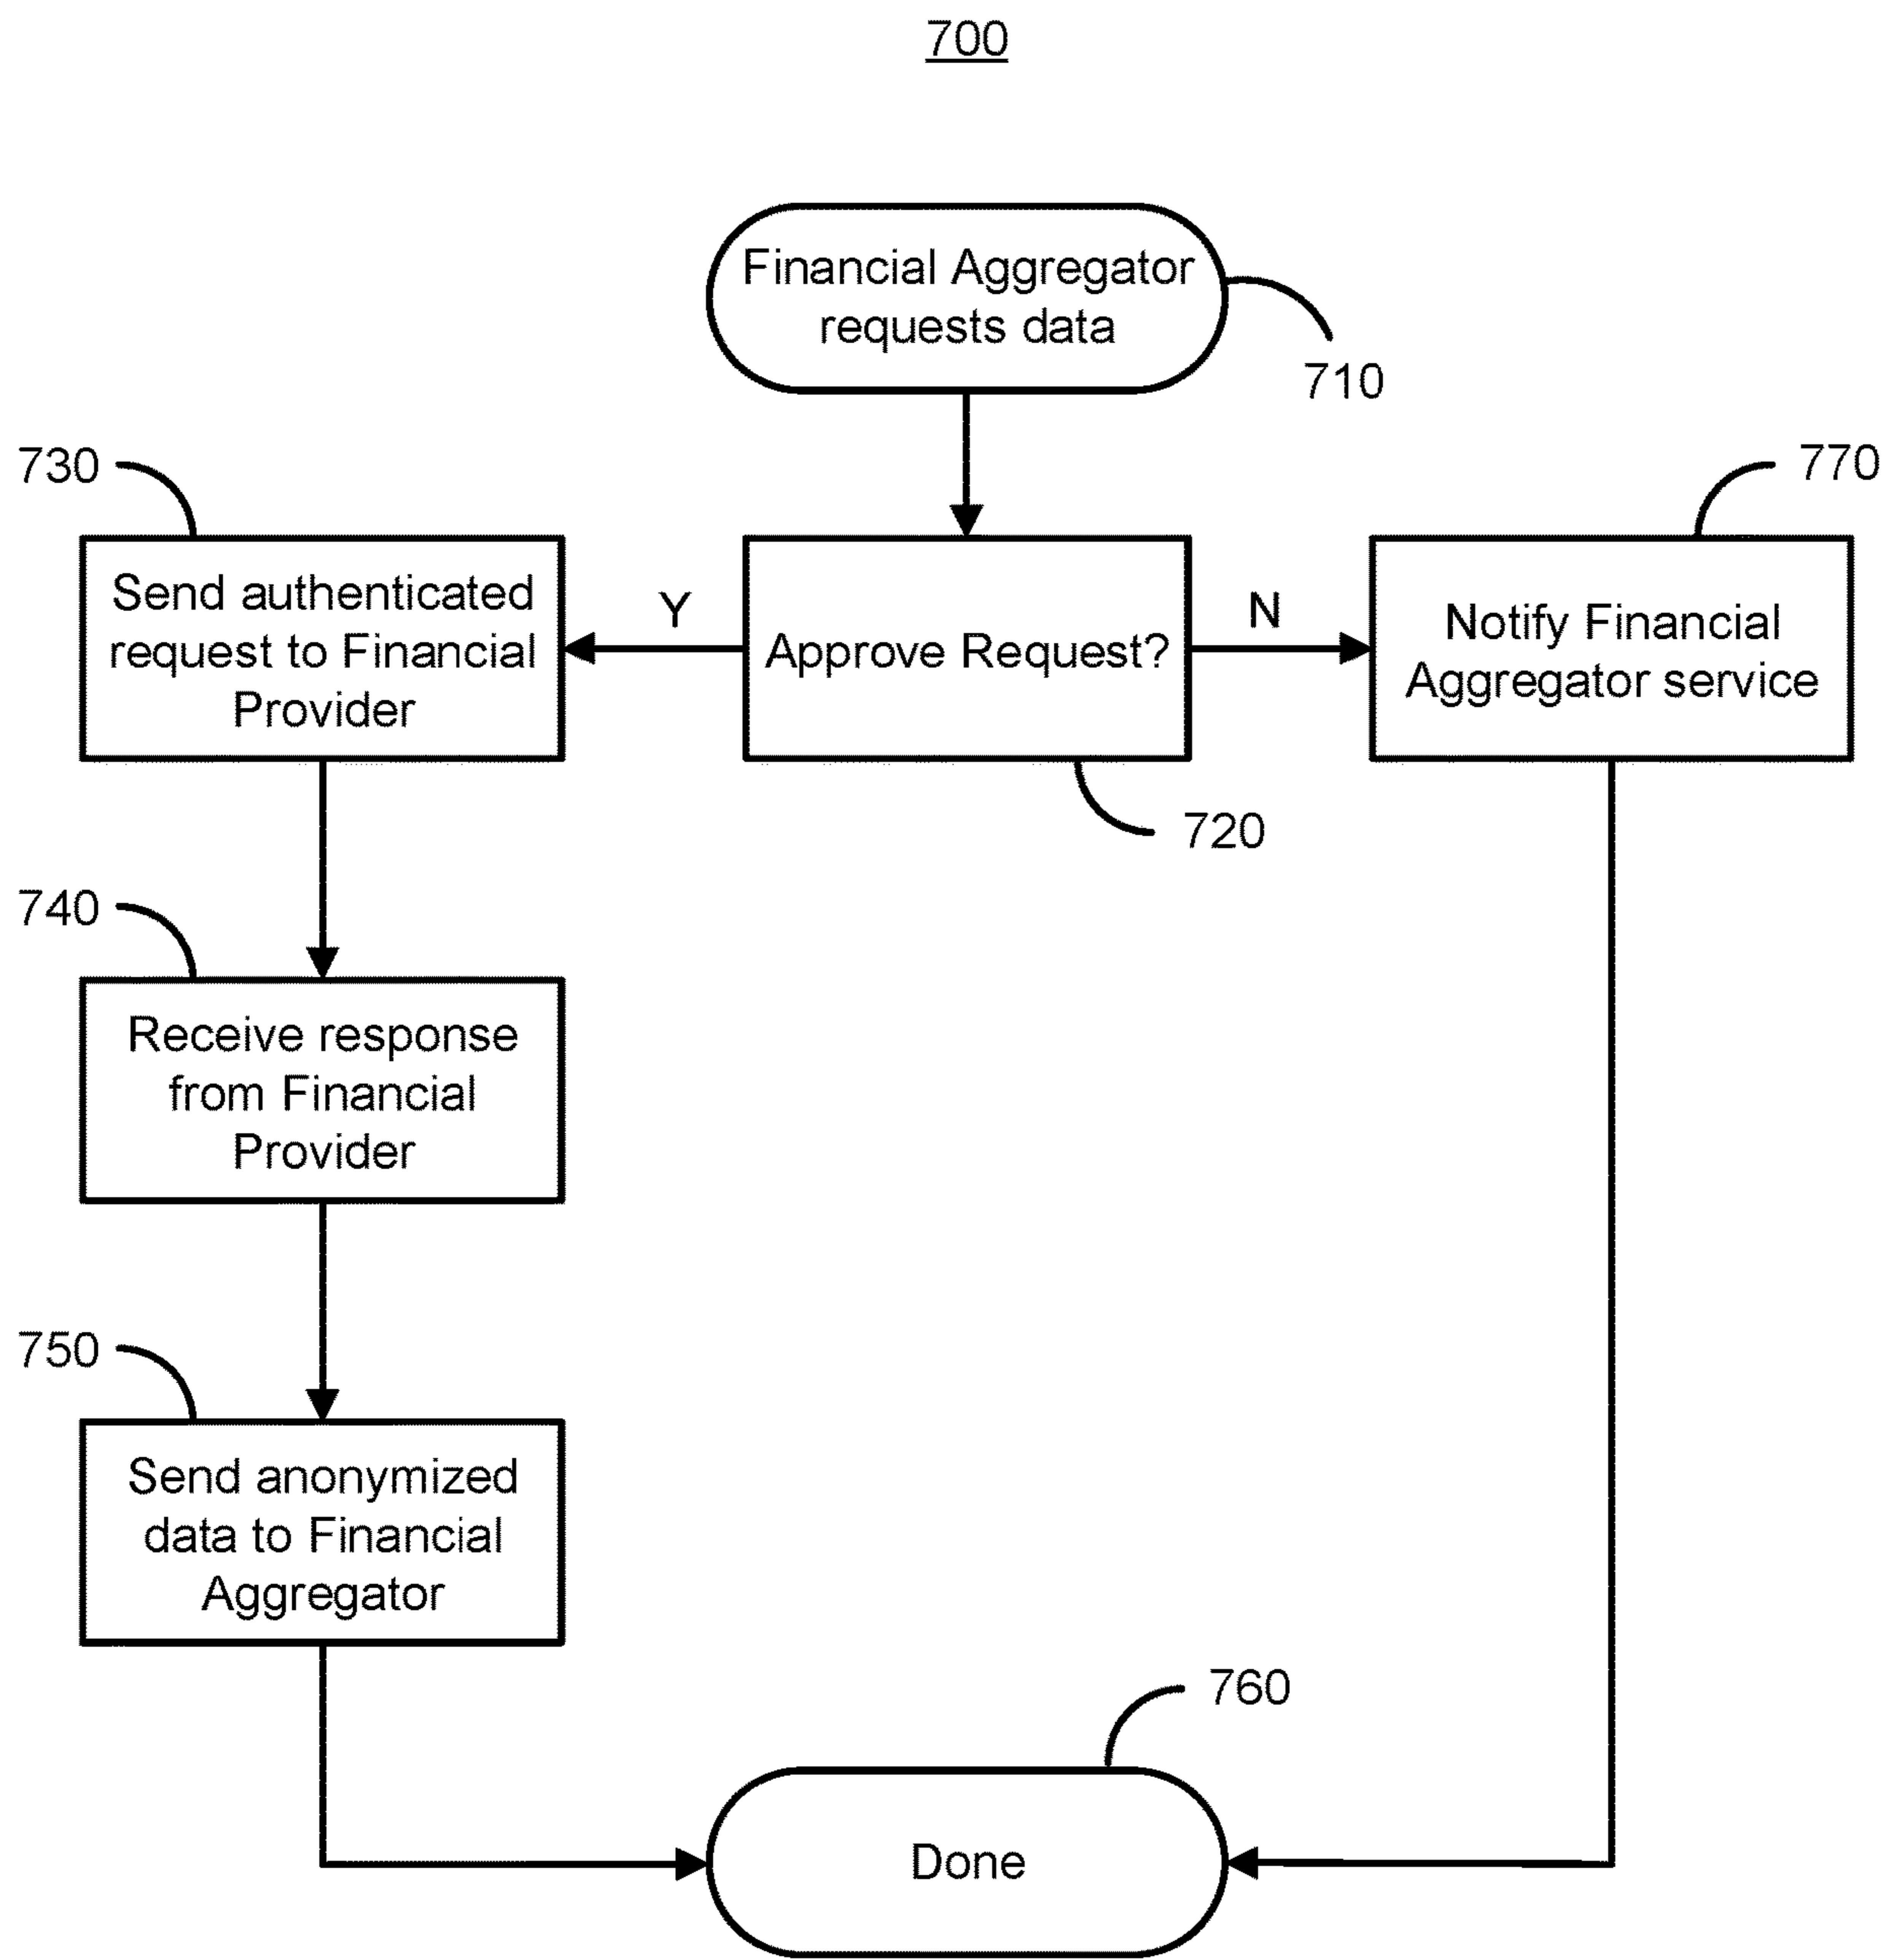 700
Financial Aggregator
requests data
710
730
770
Send authenticated
request to Financial
Provider
Y
Approve Request?
N
Notify Financial
Aggregator service
720
740
Receive response
from Financial
Provider
750
Send anonymized
data to Financial
Aggregator
760
Done